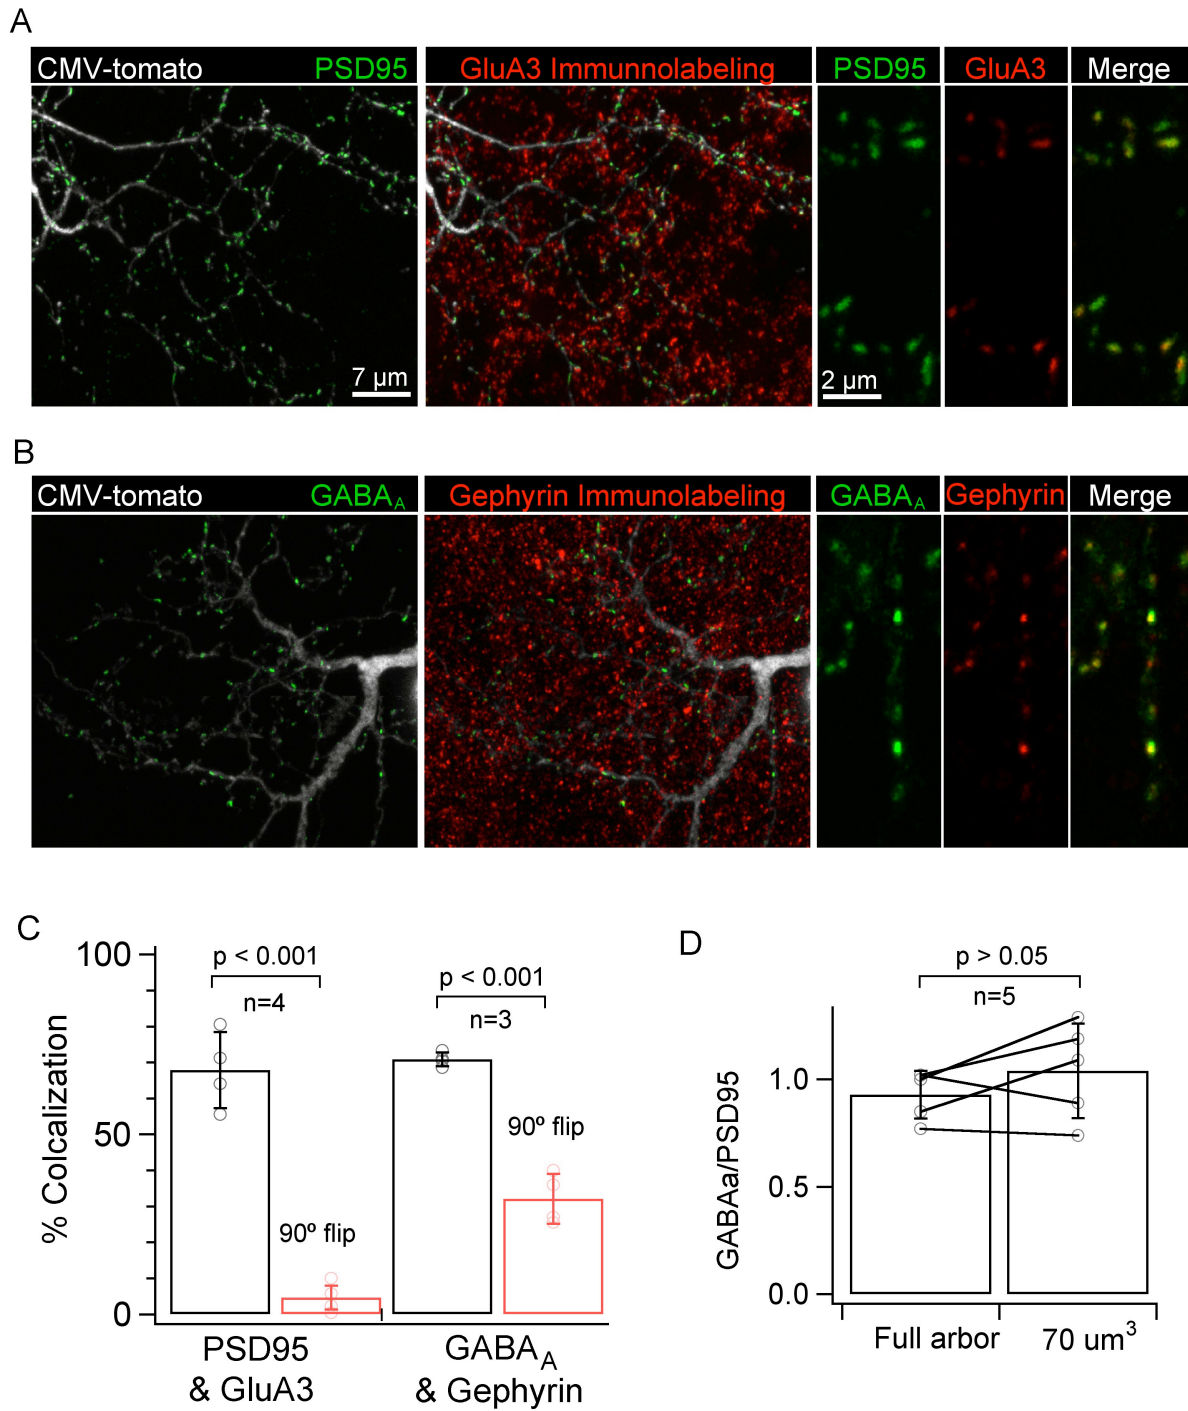 A
CMV-tomato PSD95 GluA3 Immunnolabeling PSD95 GluA3 Merge
7 µm
2 µm
B
CMV-tomato GABAA Gephyrin Immunolabeling GABAA Gephyrin Merge
C
% Colcalization
100
50
0
p < 0.001
n=4
p < 0.001
n=3
90º flip
90º flip
PSD95
& GluA3
GABAA
& Gephyrin
D
GABAa/PSD95
p > 0.05
n=5
1.0
0.5
0.0
Full arbor
70 um3